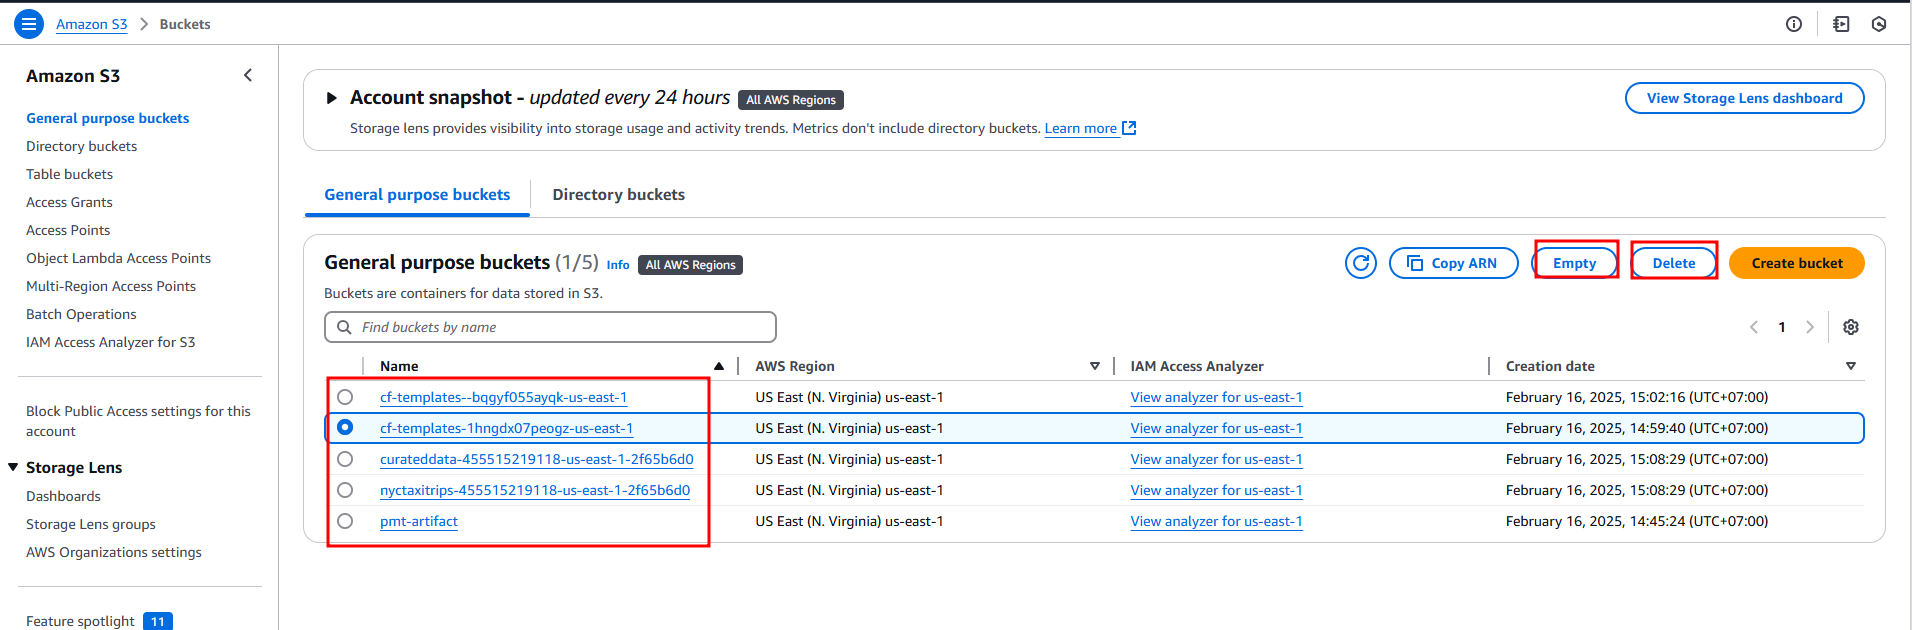 Amazon S3 > Buckets
Amazon S3
General purpose buckets
Directory buckets
Table buckets
Access Grants
Access Points
Object Lambda Access Points
Multi-Region Access Points
Batch Operations
IAM Access Analyzer for S3
Block Public Access settings for this
account
Storage Lens
Dashboards
Storage Lens groups
AWS Organizations settings
Feature spotlight 11
Account snapshot - updated every 24 hours All AWS Regions
View Storage Lens dashboard
Storage lens provides visibility into storage usage and activity trends. Metrics don't include directory buckets. Learn more
General purpose buckets Directory buckets
General purpose buckets (1/5) Info All AWS Regions
Copy ARN Empty Delete Create bucket
Buckets are containers for data stored in S3.
Find buckets by name
1
Name AWS Region IAM Access Analyzer Creation date
cf-templates--bqgyf055ayqk-us-east-1 US East (N. Virginia) us-east-1 View analyzer for us-east-1 February 16, 2025, 15:02:16 (UTC+07:00)
cf-templates-1hngdx07peogz-us-east-1 US East (N. Virginia) us-east-1 View analyzer for us-east-1 February 16, 2025, 14:59:40 (UTC+07:00)
curateddata-455515219118-us-east-1-2f65b6d0 US East (N. Virginia) us-east-1 View analyzer for us-east-1 February 16, 2025, 15:08:29 (UTC+07:00)
nyctaxitrips-455515219118-us-east-1-2f65b6d0 US East (N. Virginia) us-east-1 View analyzer for us-east-1 February 16, 2025, 15:08:29 (UTC+07:00)
pmt-artifact US East (N. Virginia) us-east-1 View analyzer for us-east-1 February 16, 2025, 14:45:24 (UTC+07:00)